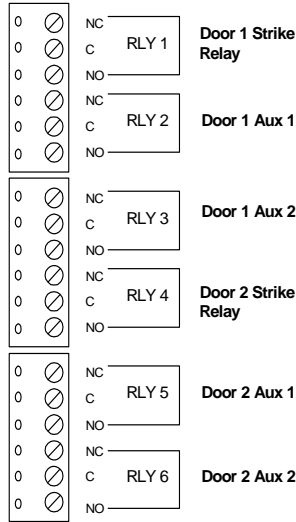 NC
C RLY 1 Door 1 Strike
Relay
NO
NC
C RLY 2 Door 1 Aux 1
NO
NC
C RLY 3 Door 1 Aux 2
NO
NC
C RLY 4 Door 2 Strike
Relay
NO
NC
C RLY 5 Door 2 Aux 1
NO
NC
C RLY 6 Door 2 Aux 2
NO